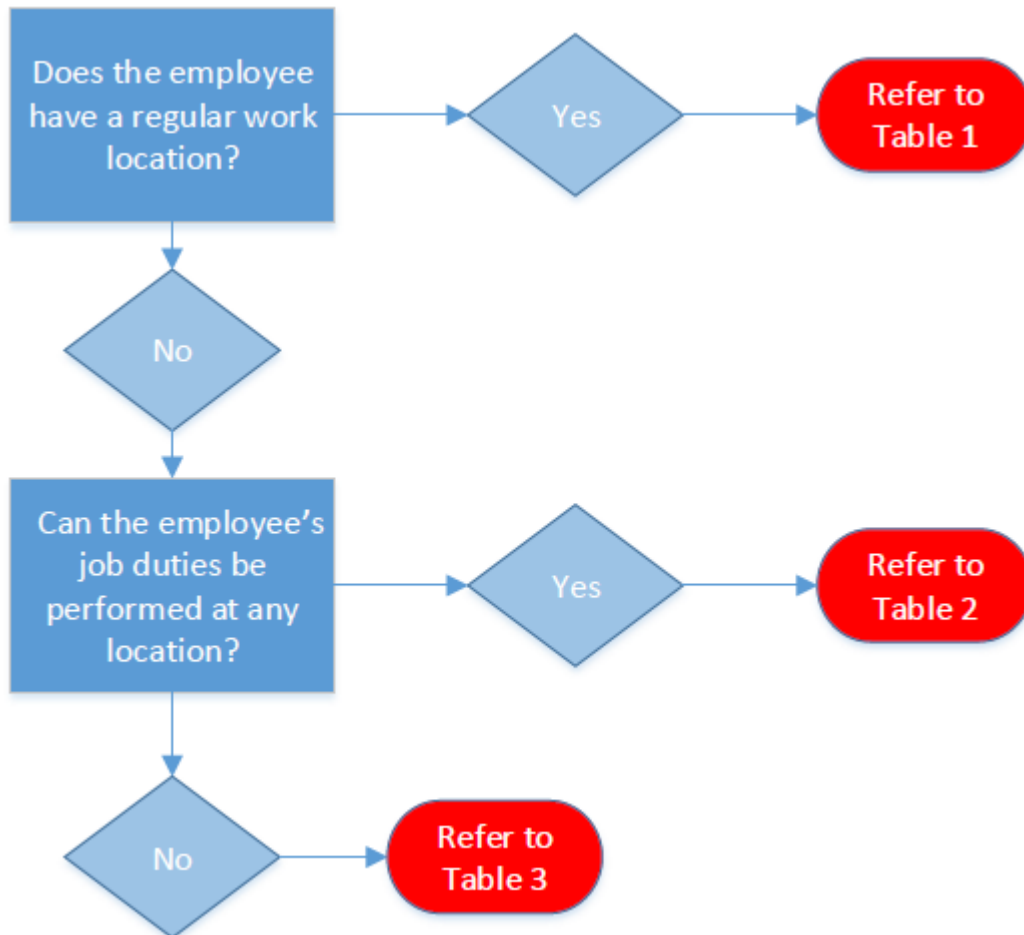 Does the employee
have a regular work
location?
Yes
Refer to
Table 1
No
Can the employee’s
job duties be
performed at any
location?
Yes
Refer to
Table 2
No
Refer to
Table 3